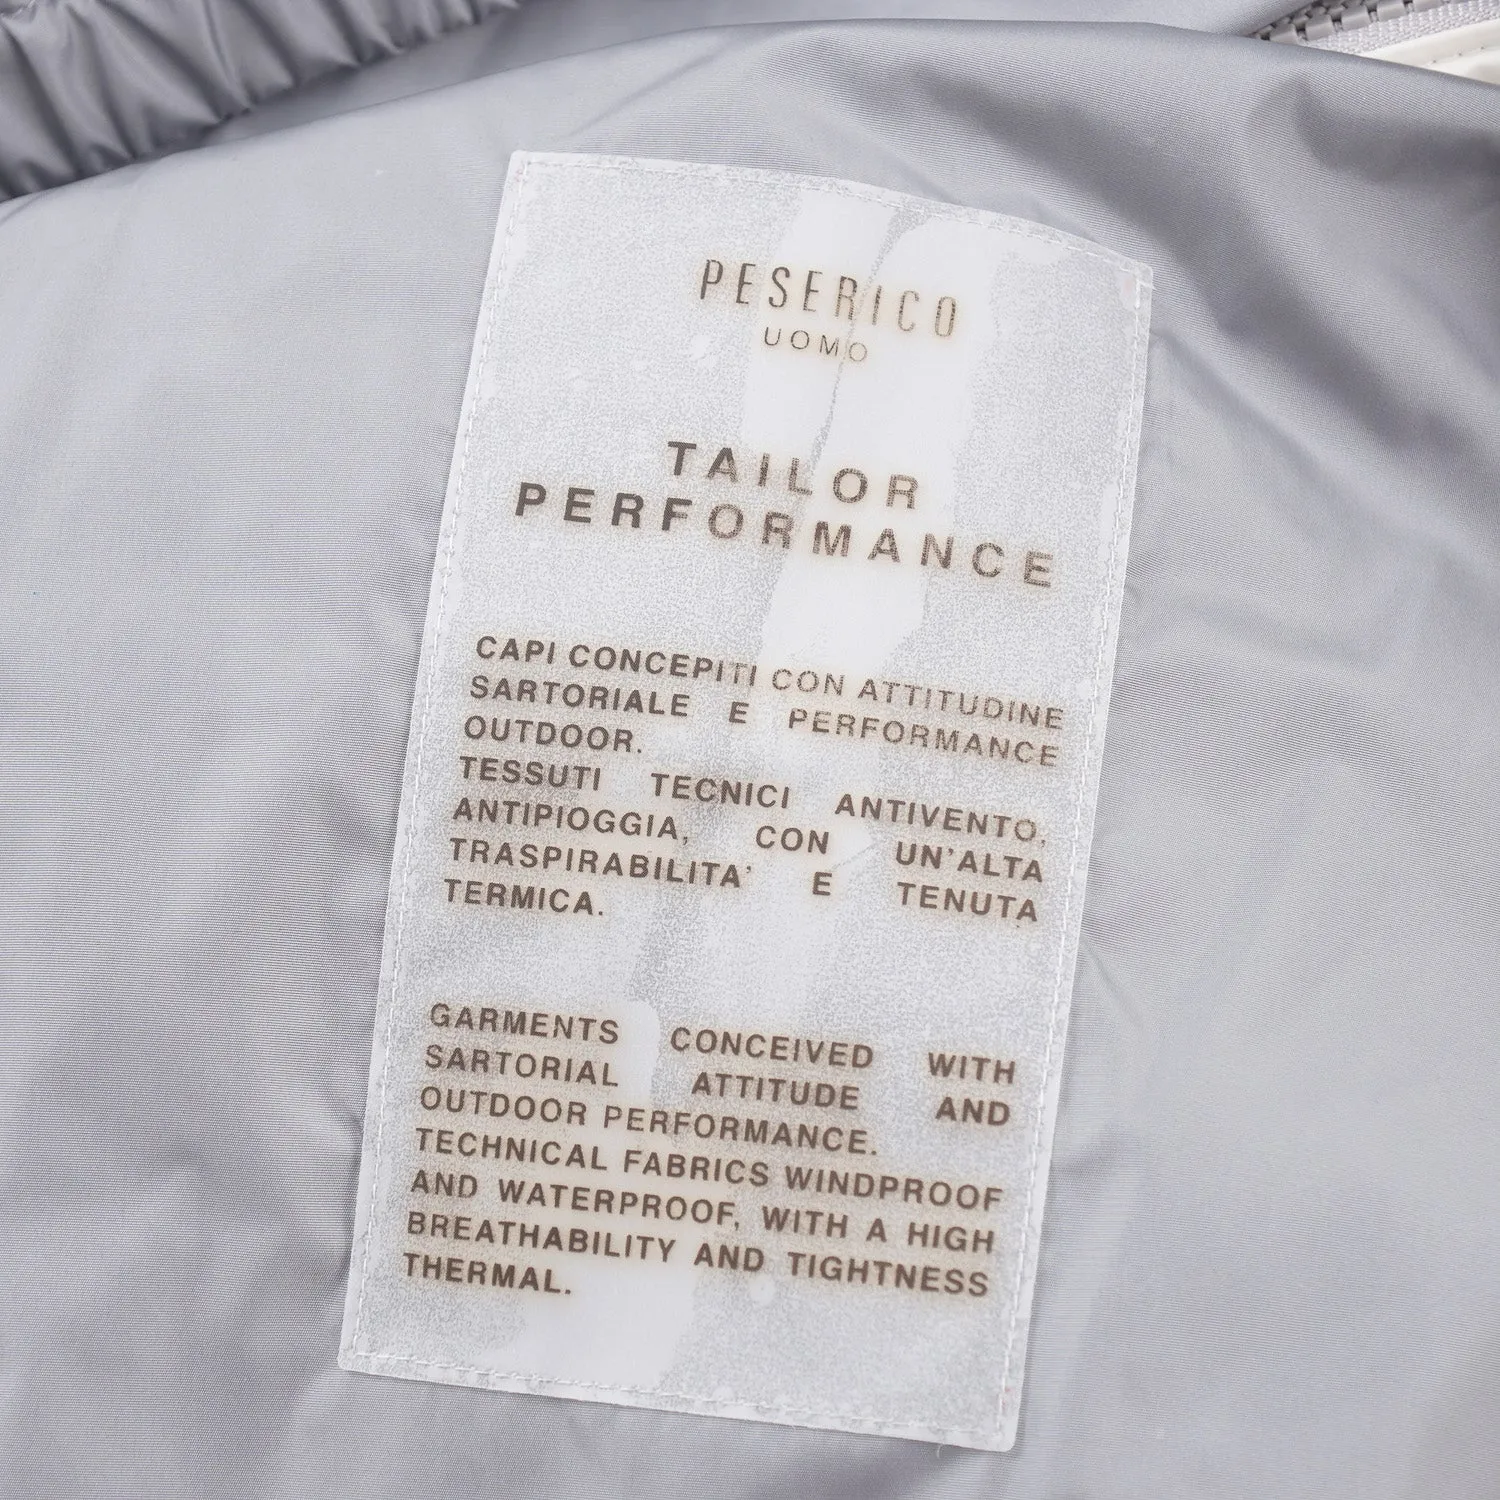 PESERICO
UOMO
TAILOR
PERFORMANCE
CAPI CONCEPITI CON ATTITUDINE
SARTORIALE E PERFORMANCE
OUTDOOR.
TESSUTI TECNICI ANTIVENTO,
ANTIPIOGGIA, CON UN'ALTA
TRASPIRABILITA' E TENUTA
TERMICA.
GARMENTS CONCEIVED WITH
SARTORIAL ATTITUDE AND
OUTDOOR PERFORMANCE.
TECHNICAL FABRICS WINDPROOF
AND WATERPROOF, WITH A HIGH
BREATHABILITY AND TIGHTNESS
THERMAL.